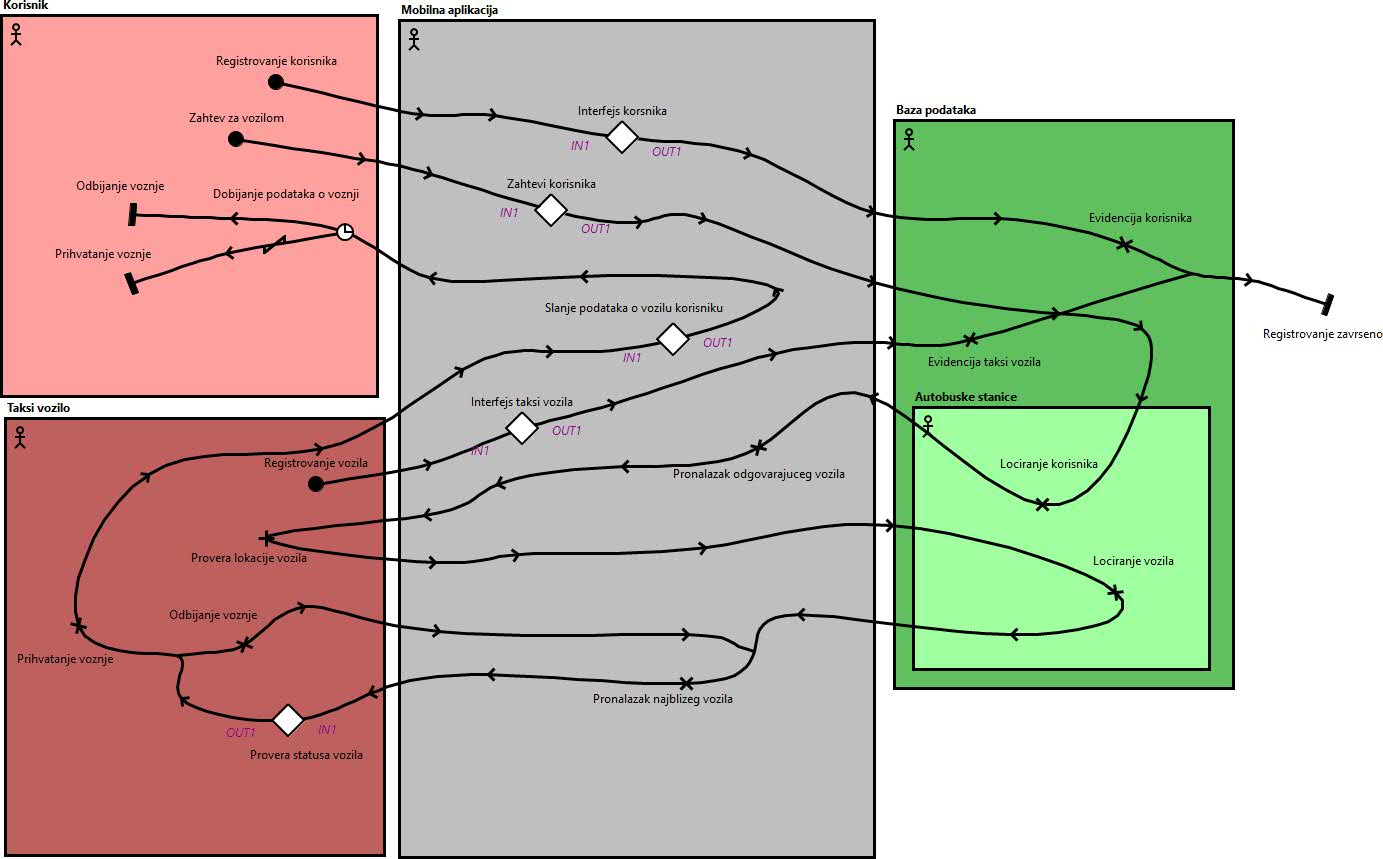 Korisnik
Registrovanje korisnika
Zahtev za vozilom
Odbijanje voznje
Dobijanje podataka o voznji
Prihvatanje voznje
Mobilna aplikacija
Interfejs korsnika
IN1
OUT1
Zahtevi korisnika
IN1
OUT1
Slanje podataka o vozilu korisniku
IN1
OUT1
Interfejs taksi vozila
IN1
OUT1
Pronalazak odgovarajuceg vozila
Pronalazak najblizeg vozila
Baza podataka
Evidencija korisnika
Evidencija taksi vozila
Registrovanje zavrseno
Autobuske stanice
Lociranje korisnika
Lociranje vozila
Taksi vozilo
Registrovanje vozila
Provera lokacije vozila
Odbijanje voznje
Prihvatanje voznje
OUT1
IN1
Provera statusa vozila